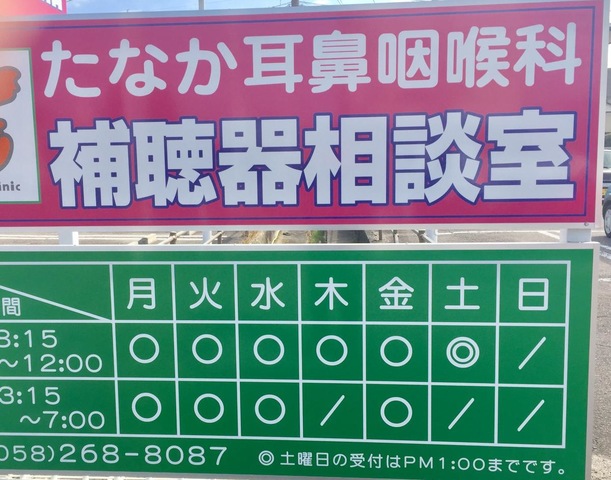 たなか耳鼻咽喉科
補聴器相談室
inic
間 月 火 水 木 金 土 日
8:15 ～12:00 ○ ○ ○ ○ ○ ◎ ／
3:15 ～7:00 ○ ○ ○ ／ ○ ／ ／
058)268-8087 ◎土曜日の受付はPM1:00までです。